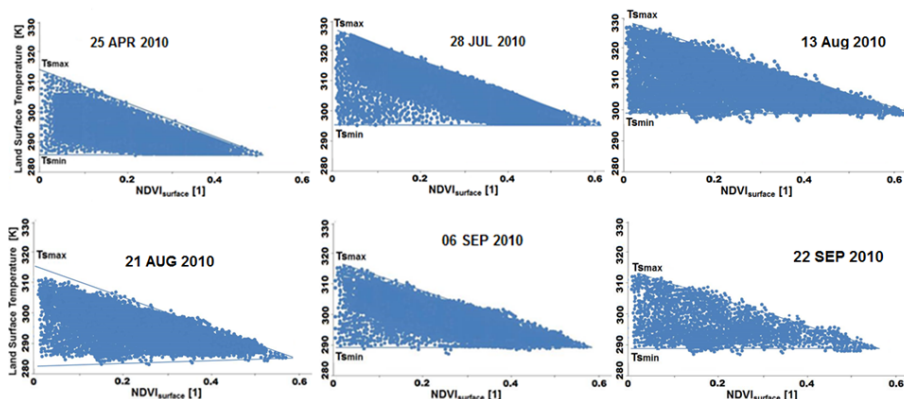 Land Surface Temperature [K]
330
320
310
300
290
280
Tsmax
25 APR 2010
Tsmin
0 0.2 0.4 0.6
NDVIsurface [1]
330
320
310
300
290
280
Tsmax
28 JUL 2010
Tsmin
0 0.2 0.4 0.6
NDVIsurface [1]
330
320
310
300
290
280
Tsmax
13 Aug 2010
Tsmin
0 0.2 0.4 0.6
NDVIsurface [1]
Land Surface Temperature [K]
330
320
310
300
290
280
Tsmax
21 AUG 2010
0 0.2 0.4 0.6
NDVIsurface [1]
330
320
310
300
290
280
Tsmax
06 SEP 2010
Tsmin
0 0.2 0.4 0.6
NDVIsurface [1]
330
320
310
300
290
280
Tsmax
22 SEP 2010
Tsmin
0 0.2 0.4 0.6
NDVIsurface [1]